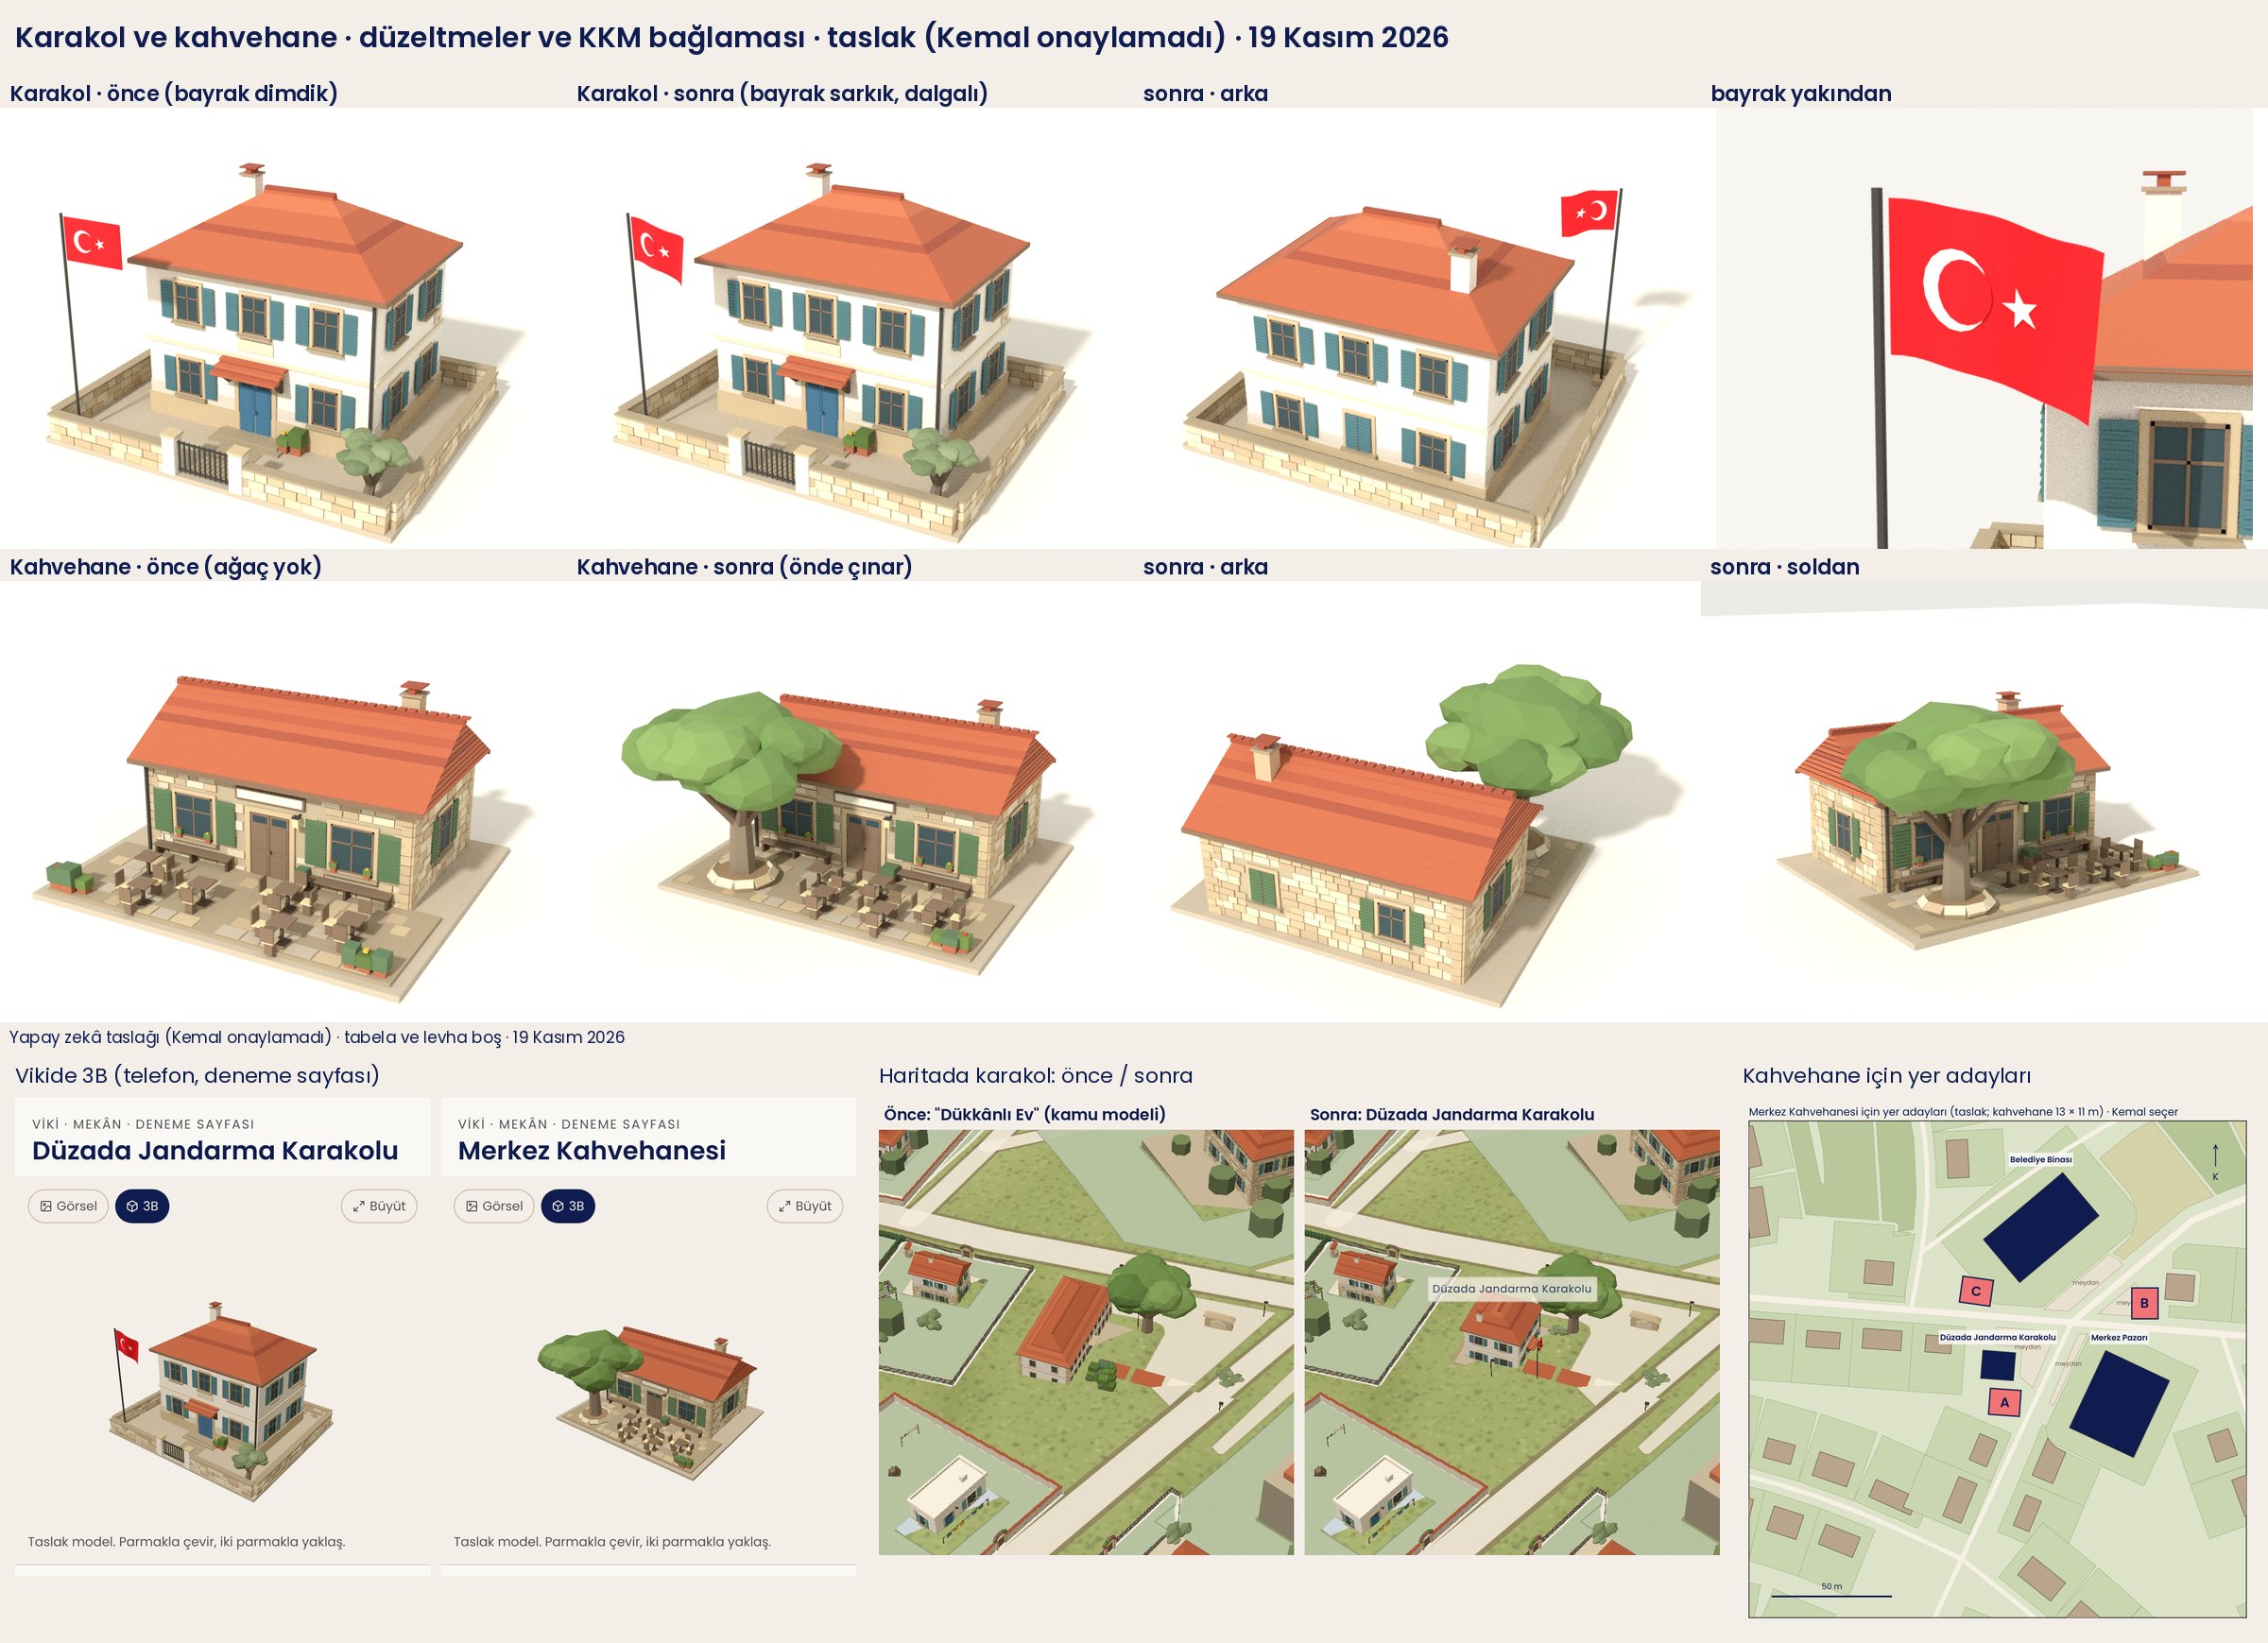 Karakol ve kahvehane · düzeltmeler ve KKM bağlaması · taslak (Kemal onaylamadı) · 19 Kasım 2026
Karakol · önce (bayrak dimdik)
Karakol · sonra (bayrak sarkık, dalgalı)
sonra · arka
bayrak yakından
Kahvehane · önce (ağaç yok)
Kahvehane · sonra (önde çınar)
sonra · arka
sonra · soldan
Yapay zekâ taslağı (Kemal onaylamadı) · tabela ve levha boş · 19 Kasım 2026
Vikide 3B (telefon, deneme sayfası)
VİKİ · MEKÂN · DENEME SAYFASI
Düzada Jandarma Karakolu
Görsel
3B
Büyüt
Taslak model. Parmakla çevir, iki parmakla yaklaş.
VİKİ · MEKÂN · DENEME SAYFASI
Merkez Kahvehanesi
Görsel
3B
Büyüt
Taslak model. Parmakla çevir, iki parmakla yaklaş.
Haritada karakol: önce / sonra
Önce: "Dükkânlı Ev" (kamu modeli)
Sonra: Düzada Jandarma Karakolu
Düzada Jandarma Karakolu
Kahvehane için yer adayları
Merkez Kahvehanesi için yer adayları (taslak; kahvehane 13 × 11 m) · Kemal seçer
Belediye Binası
K
meydan
C
mey
B
Düzada Jandarma Karakolu
Merkez Pazarı
meydan
meydan
A
50 m